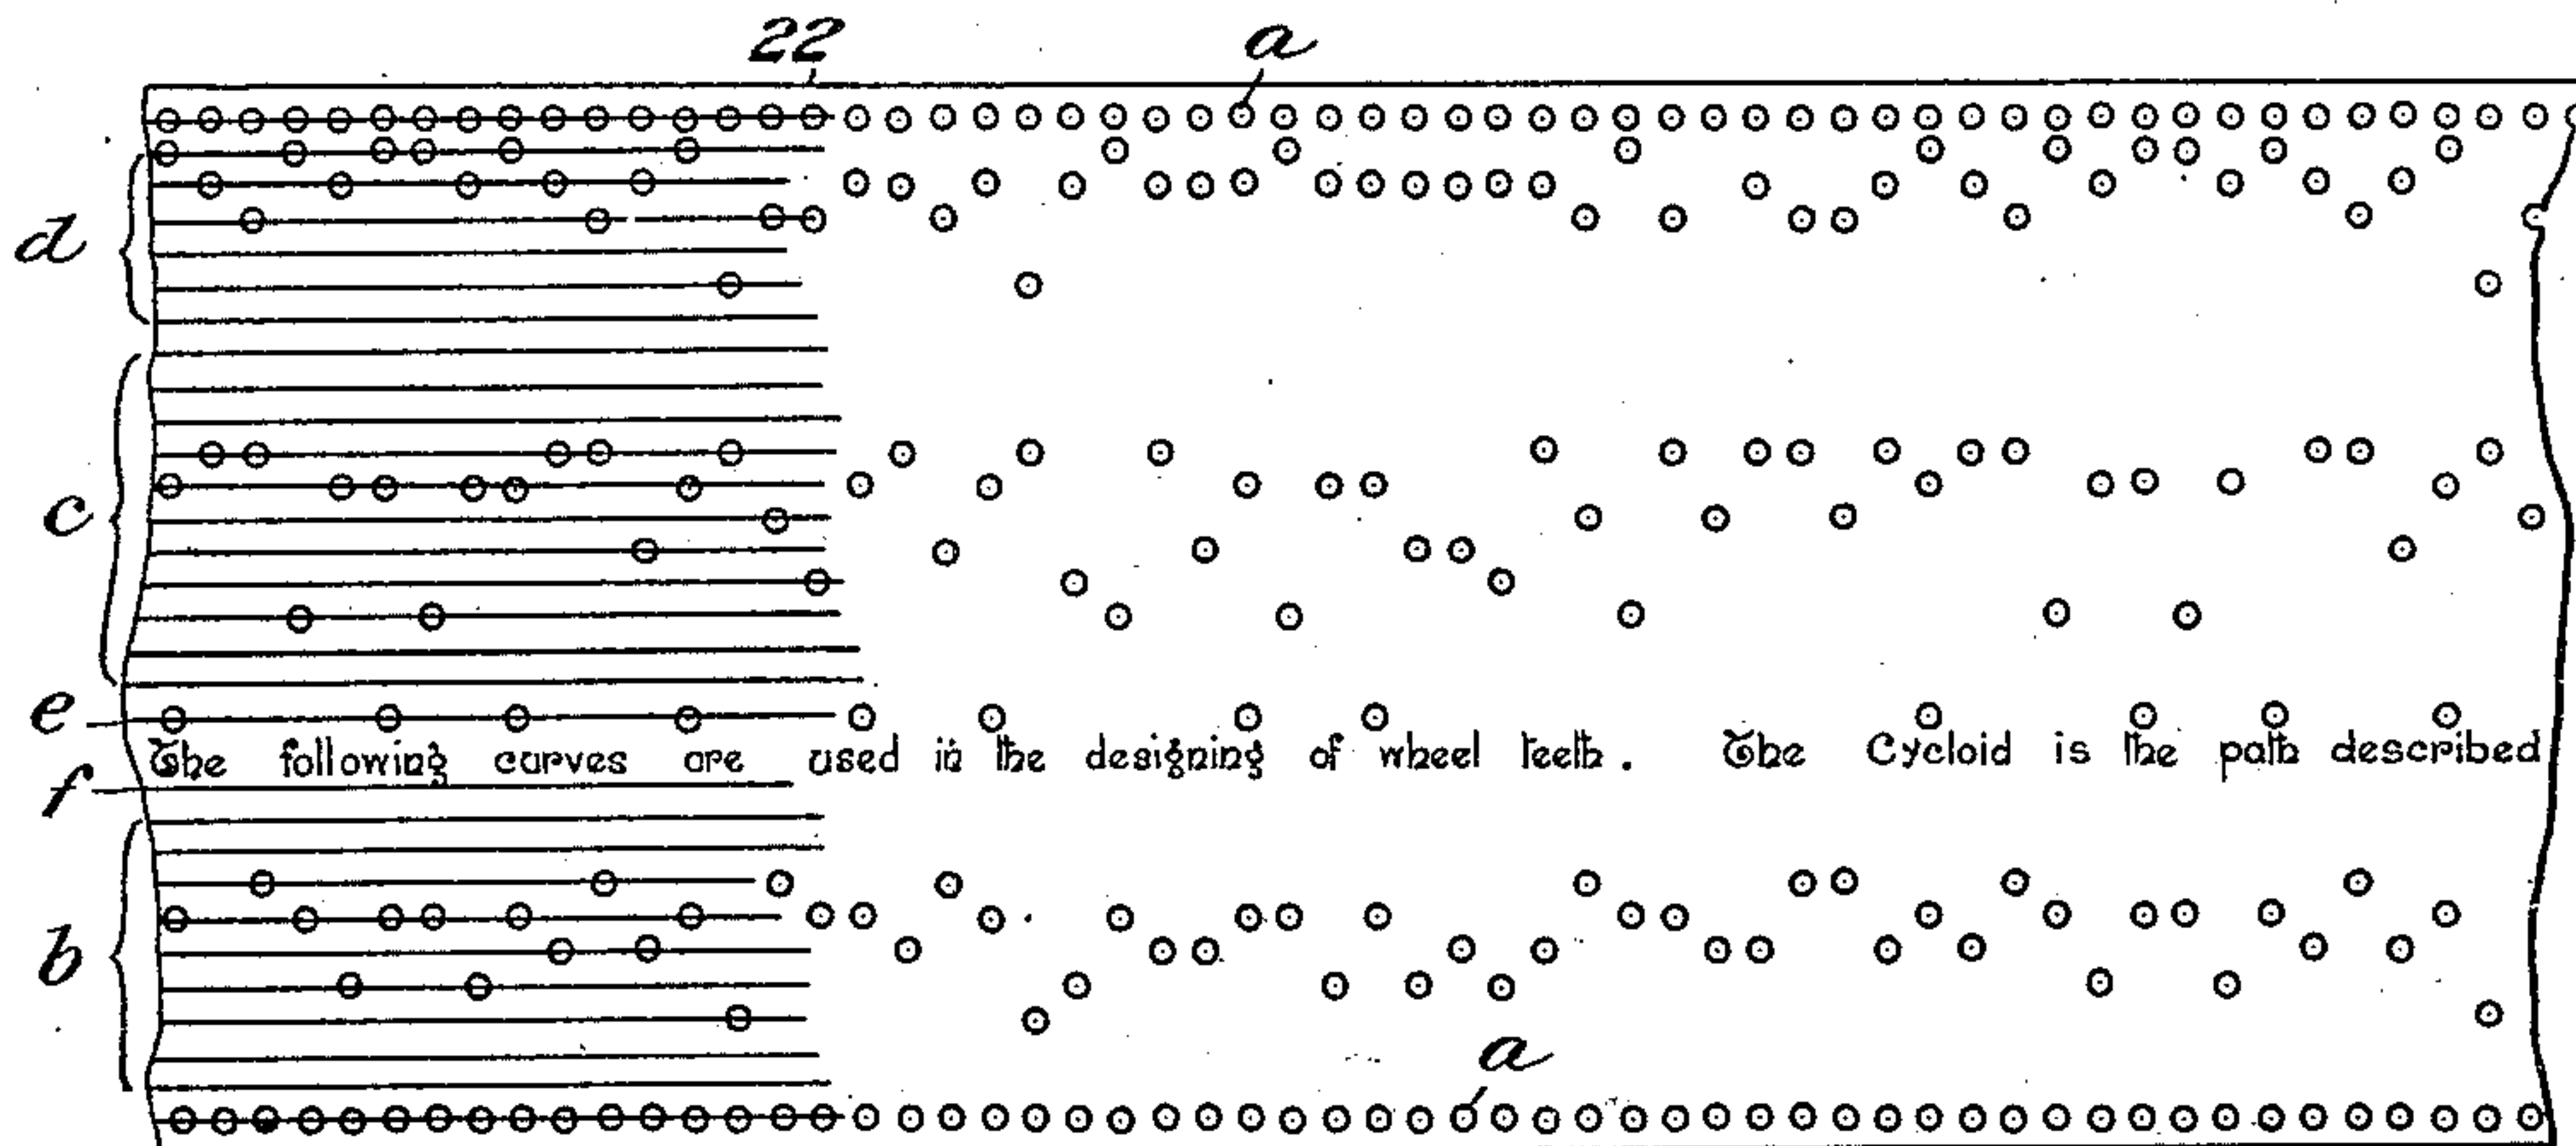 22 a
d
c
e
The following curves are used in the designing of wheel teeth. The Cycloid is the path described
f
b
a